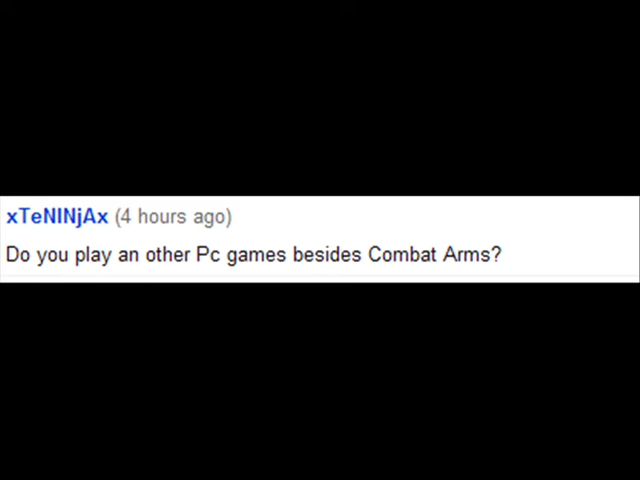 xTeNINjAx (4 hours ago)
Do you play an other Pc games besides Combat Arms?